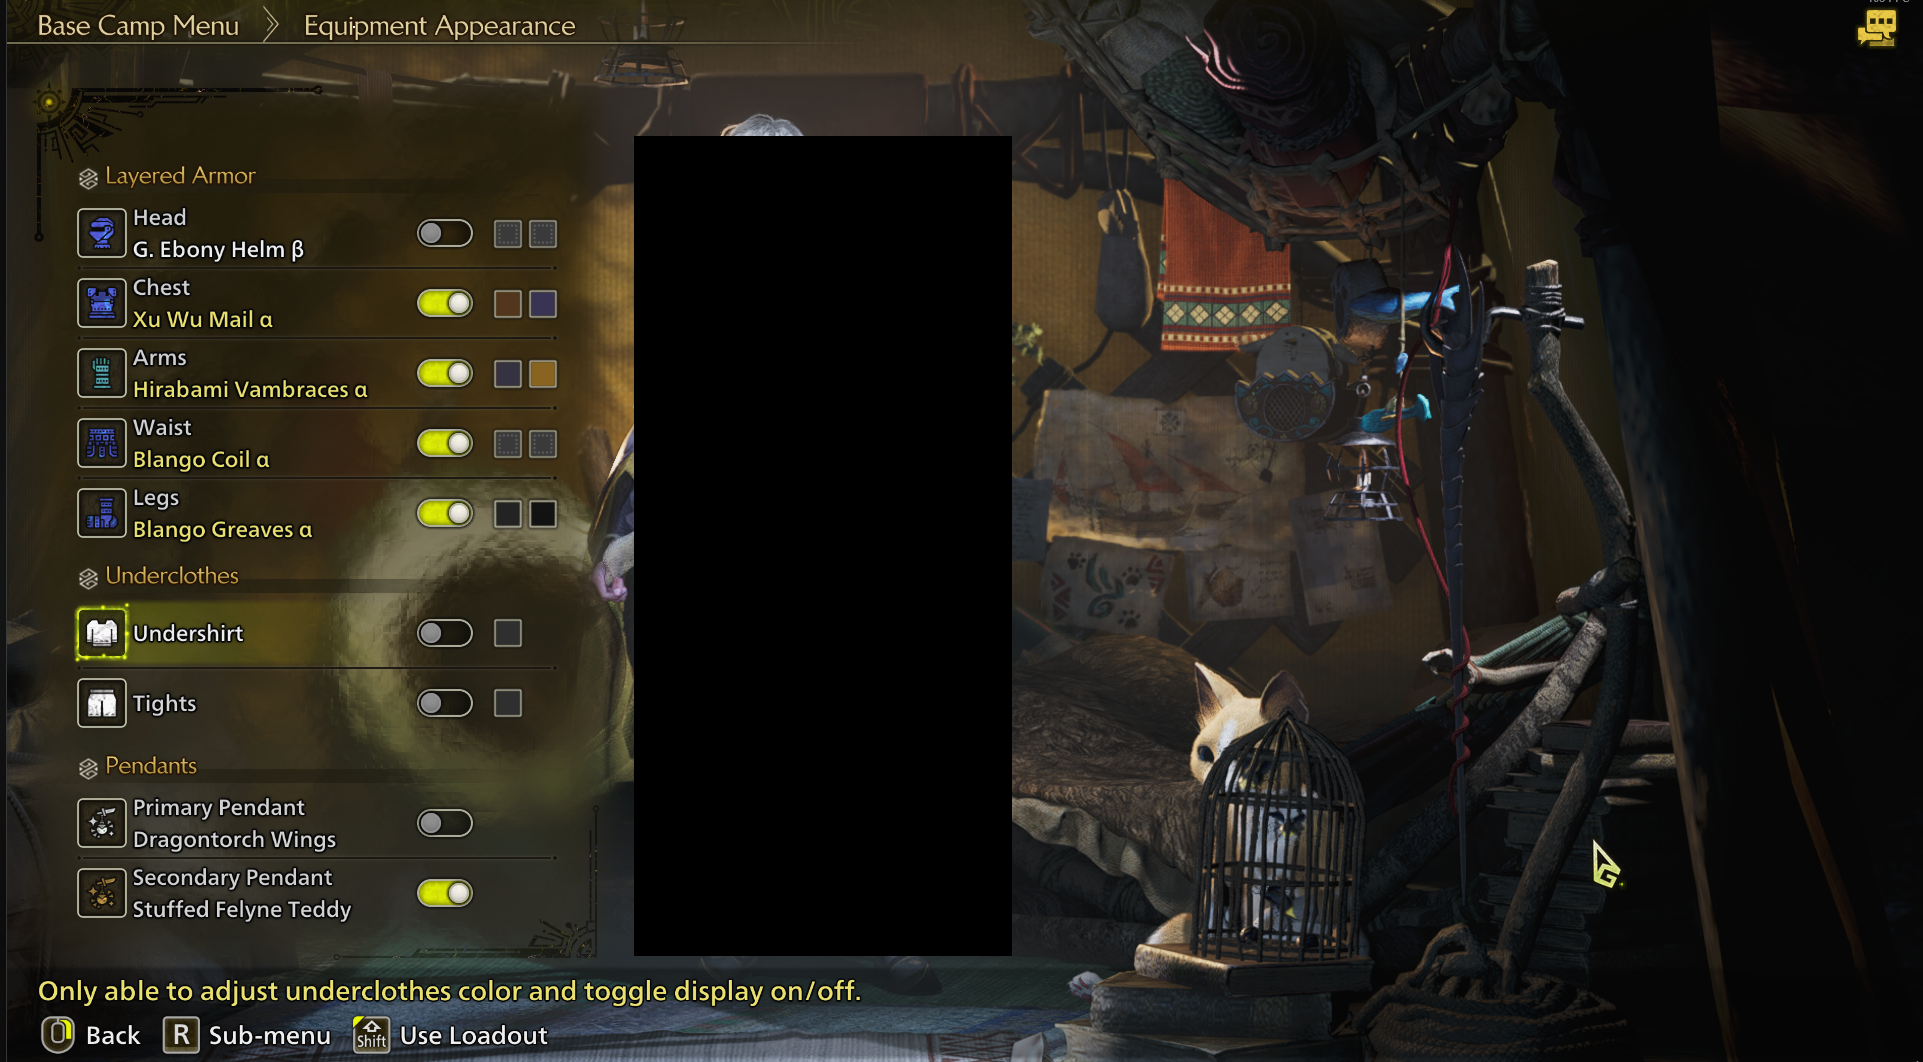 Base Camp Menu
Equipment Appearance
Layered Armor
Head
G. Ebony Helm β
Chest
Xu Wu Mail α
Arms
Hirabami Vambraces α
Waist
Blango Coil α
Legs
Blango Greaves α
Underclothes
Undershirt
Tights
Pendants
Primary Pendant
Dragontorch Wings
Secondary Pendant
Stuffed Felyne Teddy
Only able to adjust underclothes color and toggle display on/off.
Back R Sub-menu Shift Use Loadout